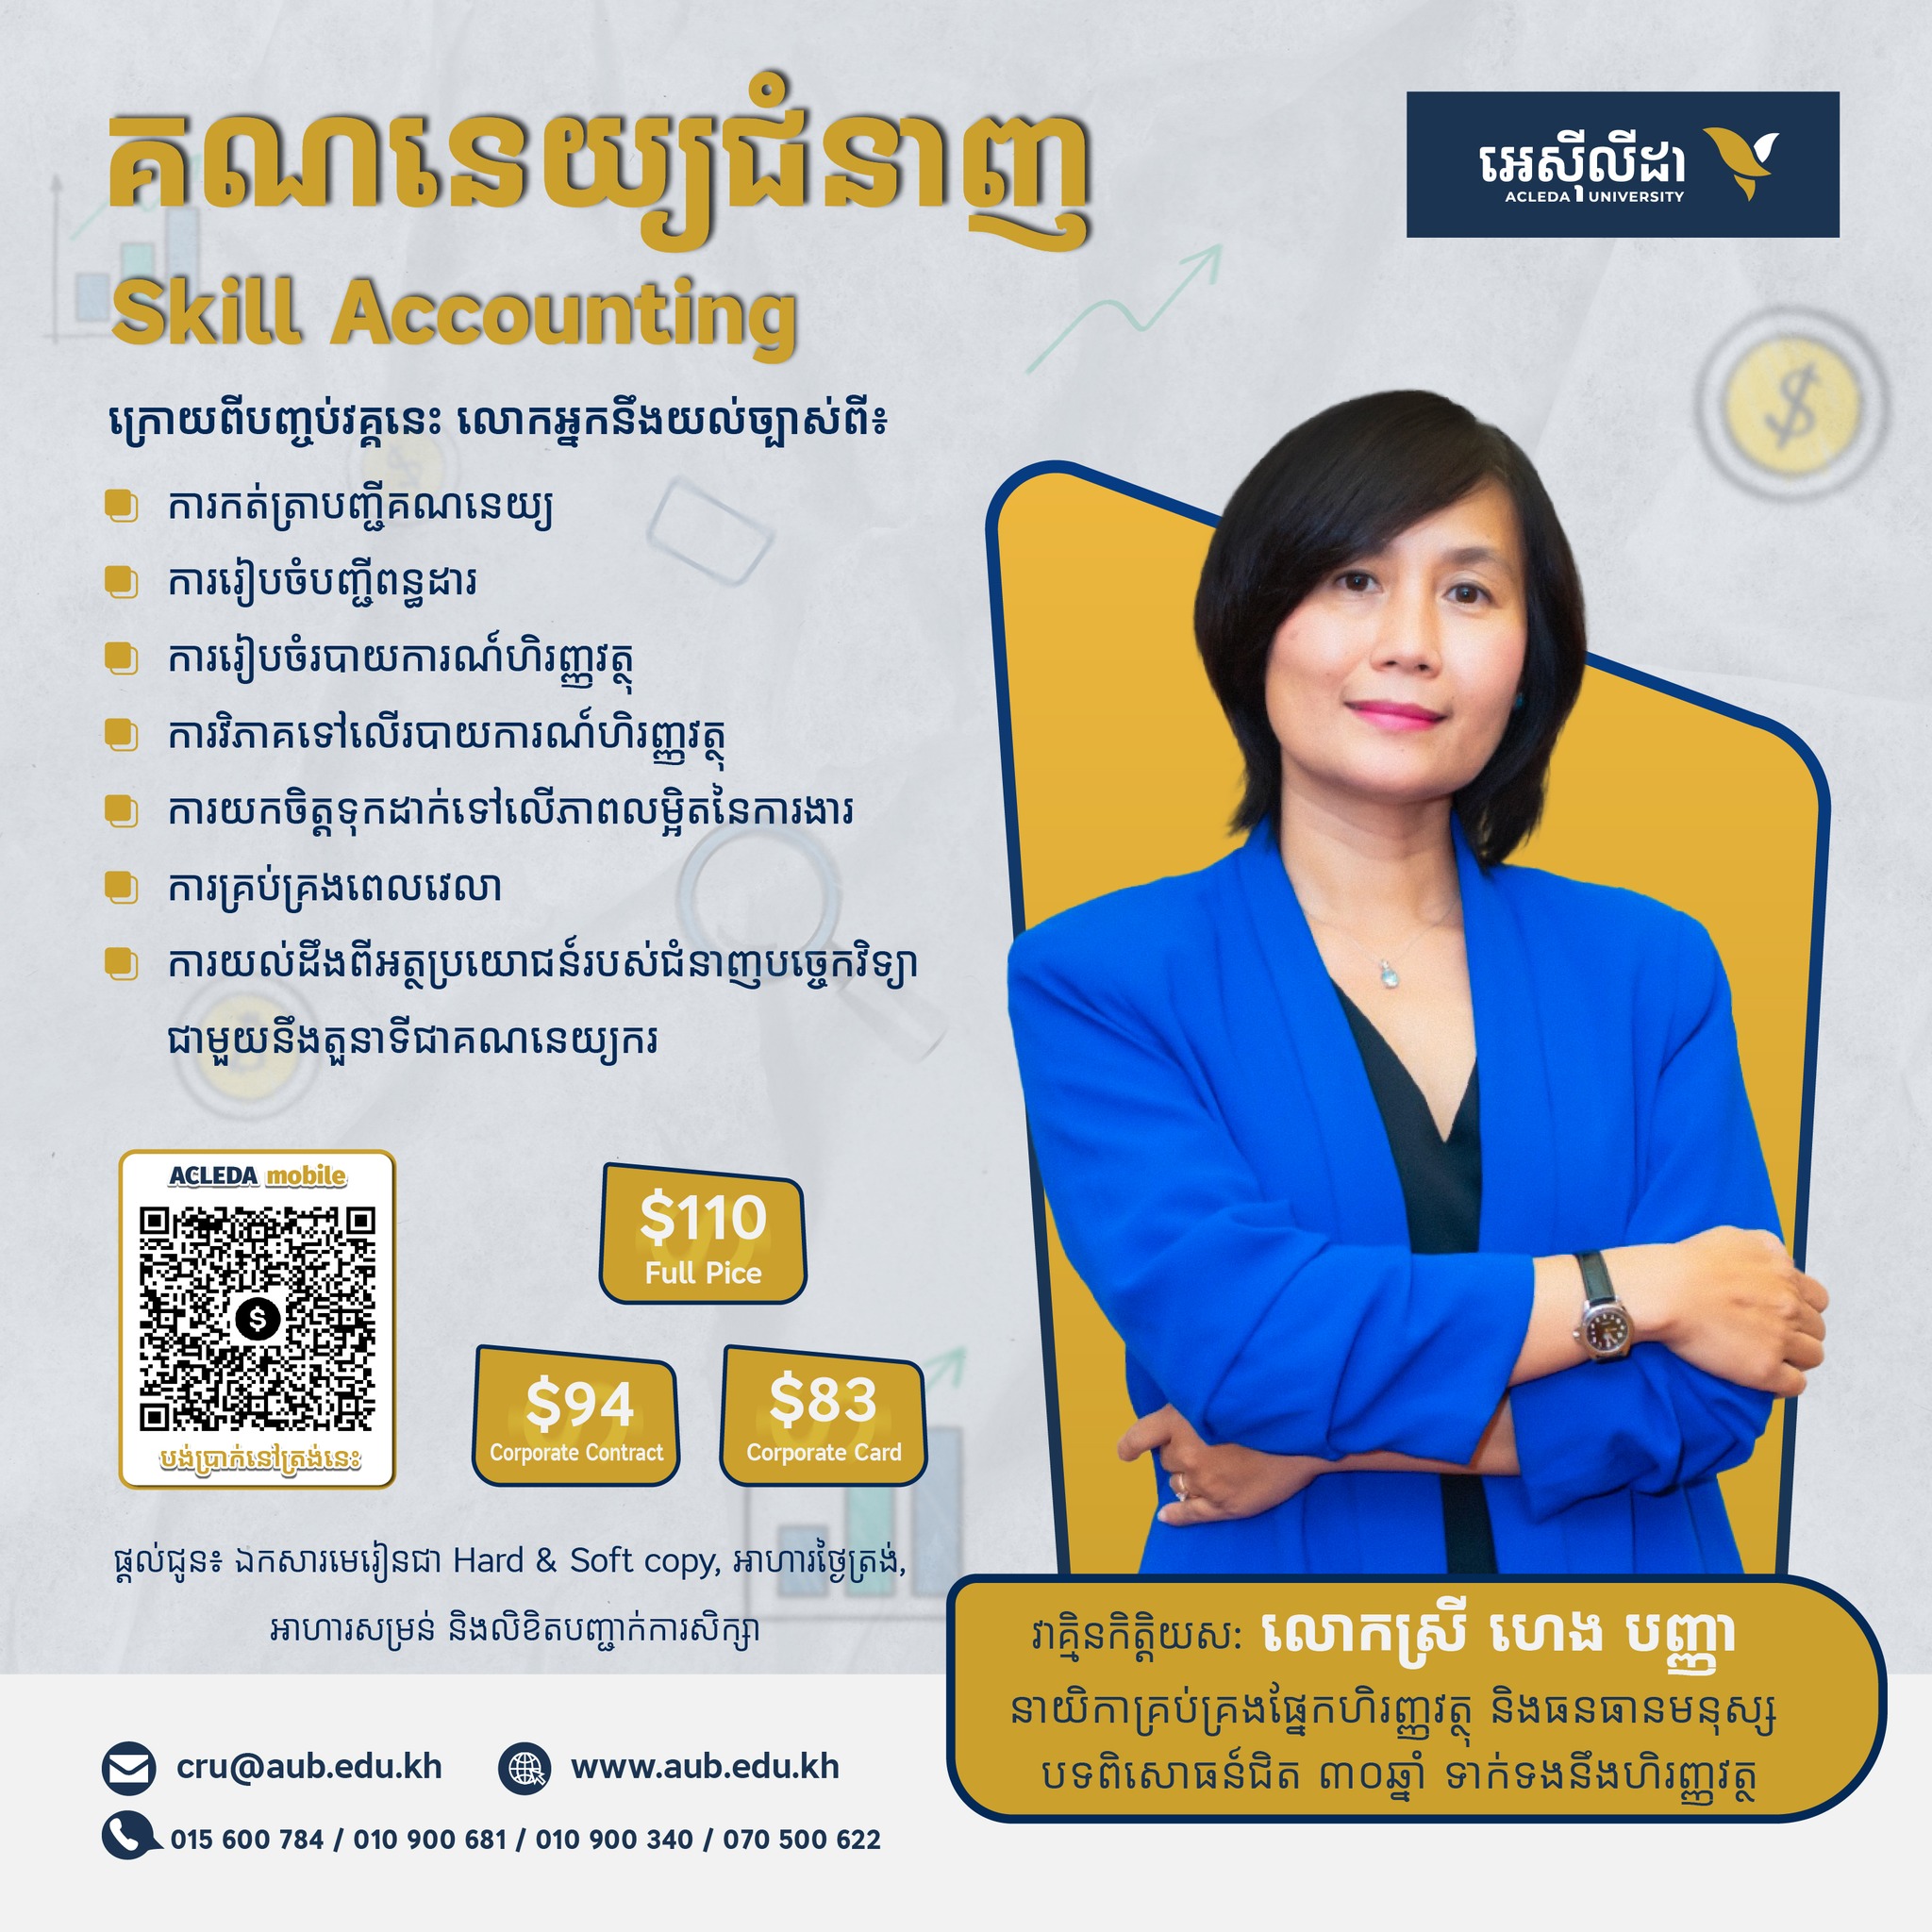 គណនេយ្យជំនាញ
Skill Accounting
អេស៊ីលីដា
ACLEDA UNIVERSITY
ក្រោយពីបញ្ចប់វគ្គនេះ លោកអ្នកនឹងយល់ច្បាស់ពី៖
ការកត់ត្រាបញ្ជីគណនេយ្យ
ការរៀបចំបញ្ជីពន្ធដារ
ការរៀបចំរបាយការណ៍ហិរញ្ញវត្ថុ
ការវិភាគទៅលើរបាយការណ៍ហិរញ្ញវត្ថុ
ការយកចិត្តទុកដាក់ទៅលើភាពលម្អិតនៃការងារ
ការគ្រប់គ្រងពេលវេលា
ការយល់ដឹងពីអត្ថប្រយោជន៍របស់ជំនាញបច្ចេកវិទ្យា
ជាមួយនឹងតួនាទីជាគណនេយ្យករ
ACLEDA mobile
បង់ប្រាក់នៅត្រង់នេះ
$110
Full Pice
$94
Corporate Contract
$83
Corporate Card
ផ្តល់ជូន៖ ឯកសារមេរៀនជា Hard & Soft copy, អាហារថ្ងៃត្រង់,
អាហារសម្រន់ និងលិខិតបញ្ជាក់ការសិក្សា
វាគ្មិនកិត្តិយស: លោកស្រី ហេង បញ្ញា
នាយិកាគ្រប់គ្រងផ្នែកហិរញ្ញវត្ថុ និងធនធានមនុស្ស
បទពិសោធន៍ជិត ៣០ឆ្នាំ ទាក់ទងនឹងហិរញ្ញវត្ថ
cru@aub.edu.kh
www.aub.edu.kh
015 600 784 / 010 900 681 / 010 900 340 / 070 500 622